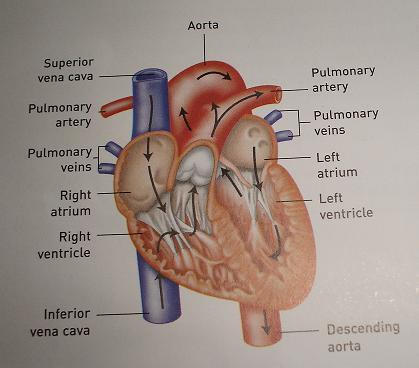 Aorta
Superior
vena cava
Pulmonary
artery
Pulmonary
artery
Pulmonary
veins
Pulmonary
veins
Left
atrium
Right
atrium
Left
ventricle
Right
ventricle
Inferior
vena cava
Descending
aorta